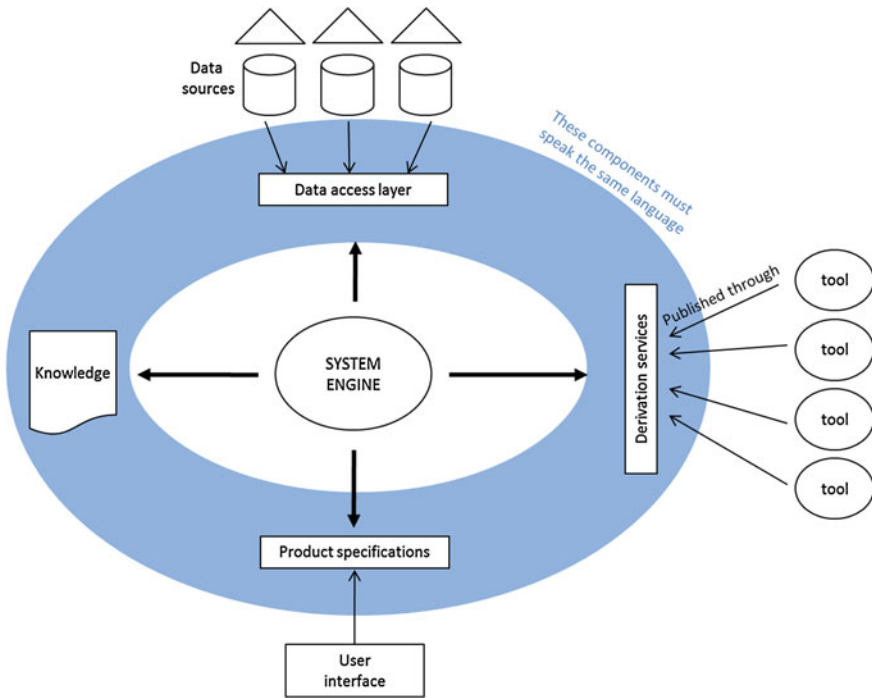 Data
sources
These components must
speak the same language
Data access layer
Published through
tool
tool
tool
tool
Derivation services
Knowledge
SYSTEM
ENGINE
Product specifications
User
interface